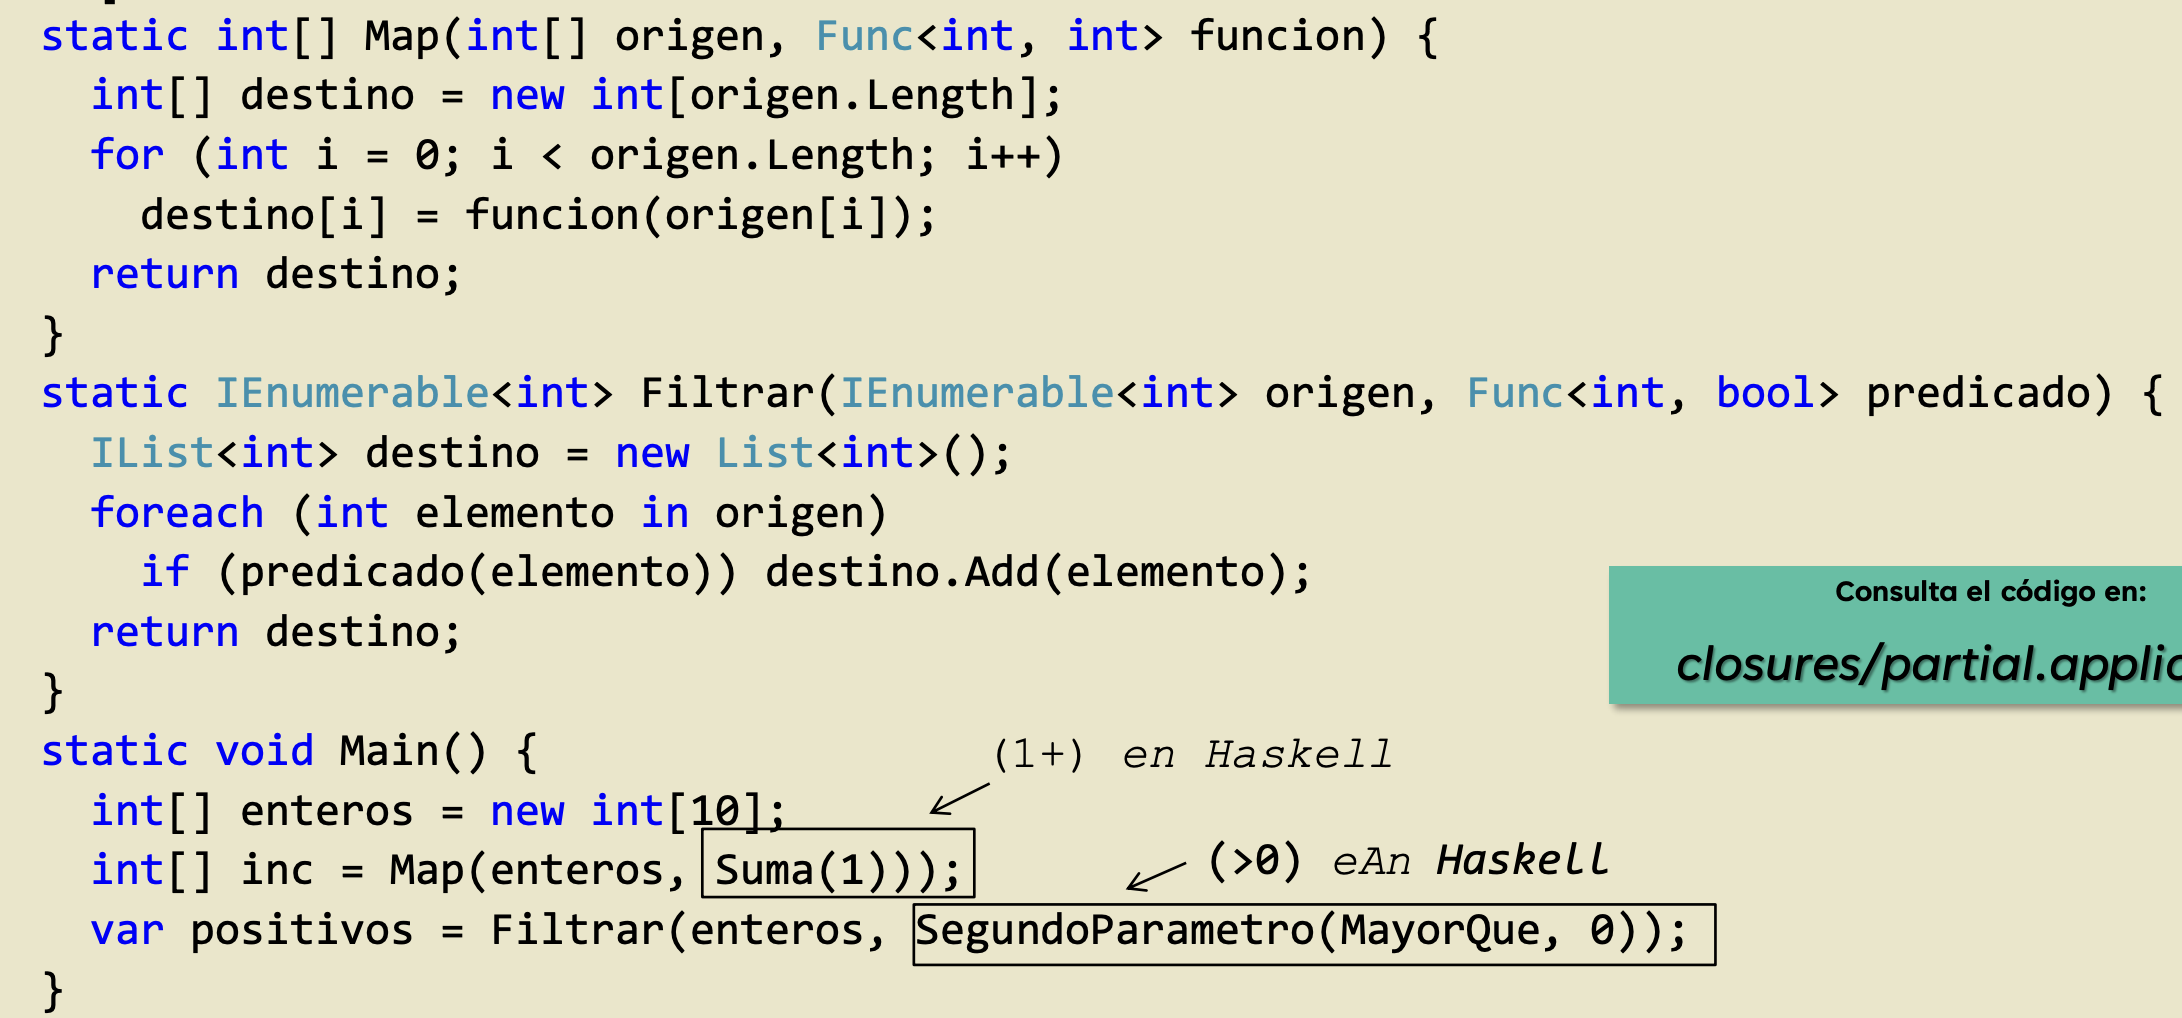 static int[] Map(int[] origen, Func<int, int> funcion) {
int[] destino = new int[origen.Length];
for (int i = 0; i < origen.Length; i++)
destino[i] = funcion(origen[i]);
return destino;
}
static IEnumerable<int> Filtrar(IEnumerable<int> origen, Func<int, bool> predicado) {
IList<int> destino = new List<int>();
foreach (int elemento in origen)
if (predicado(elemento)) destino.Add(elemento);
return destino;
}
Consulta el código en:
closures/partial.applic
static void Main() {
(1+) en Haskell
int[] enteros = new int[10];
int[] inc = Map(enteros, Suma(1)));
(>0) eAn Haskell
var positivos = Filtrar(enteros, SegundoParametro(MayorQue, 0));
}